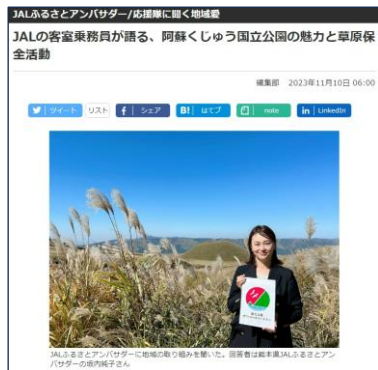 JALふるさとアンバサダー/応援隊に聞く地域愛
JALの客室乗務員が語る、阿蘇くじゅう国立公園の魅力と草原保
全活動
編集部 2023年11月10日 06:00
ツイート リスト シェア B! はてブ note in LinkedIn
JALふるさとアンバサダーに地域の取り組みを聞いた。回答者は熊本県JALふるさとアン
バサダーの坂内純子さん